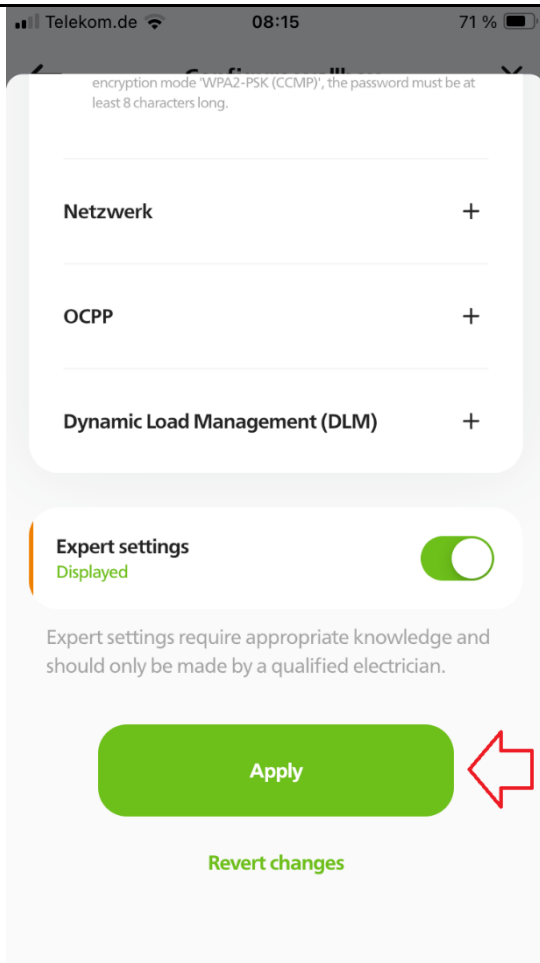 Telekom.de 08:15 71 %
encryption mode 'WPA2-PSK (CCMP)', the password must be at
least 8 characters long.
Netzwerk +
OCPP +
Dynamic Load Management (DLM) +
Expert settings
Displayed
Expert settings require appropriate knowledge and
should only be made by a qualified electrician.
Apply
Revert changes